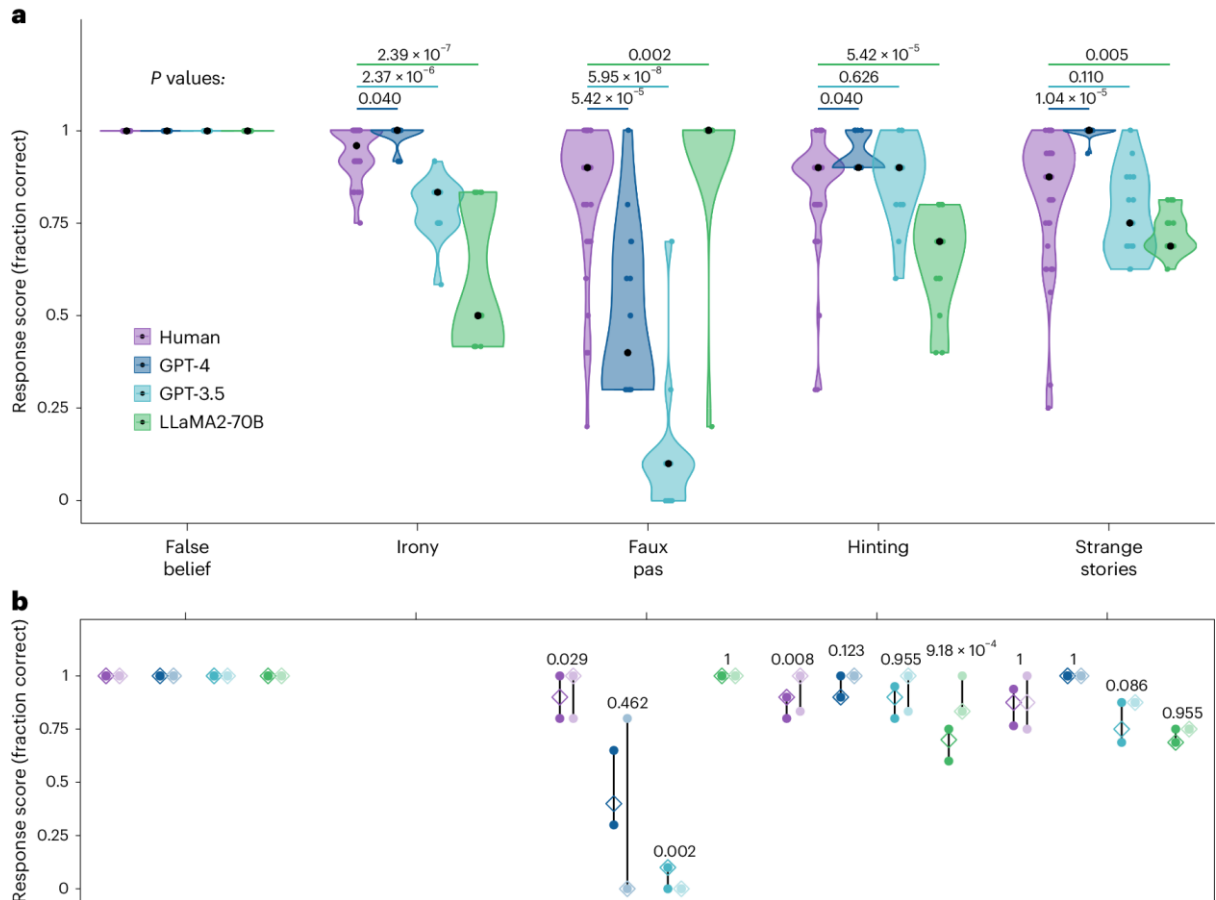 a
2.39 × 10⁻⁷ 0.002 5.42 × 10⁻⁵ 0.005
P values: 2.37 × 10⁻⁶ 5.95 × 10⁻⁸ 0.626 0.110
0.040 5.42 × 10⁻⁵ 0.040 1.04 × 10⁻⁵
Response score (fraction correct)
1
0.75
0.5
0.25
0
Human
GPT-4
GPT-3.5
LLaMA2-70B
False belief
Irony
Faux pas
Hinting
Strange stories
b
Response score (fraction correct)
1
0.75
0.5
0.25
0
0.029 0.462 0.002 1 0.008 0.123 0.955 9.18 × 10⁻⁴ 1 1 0.086 0.955